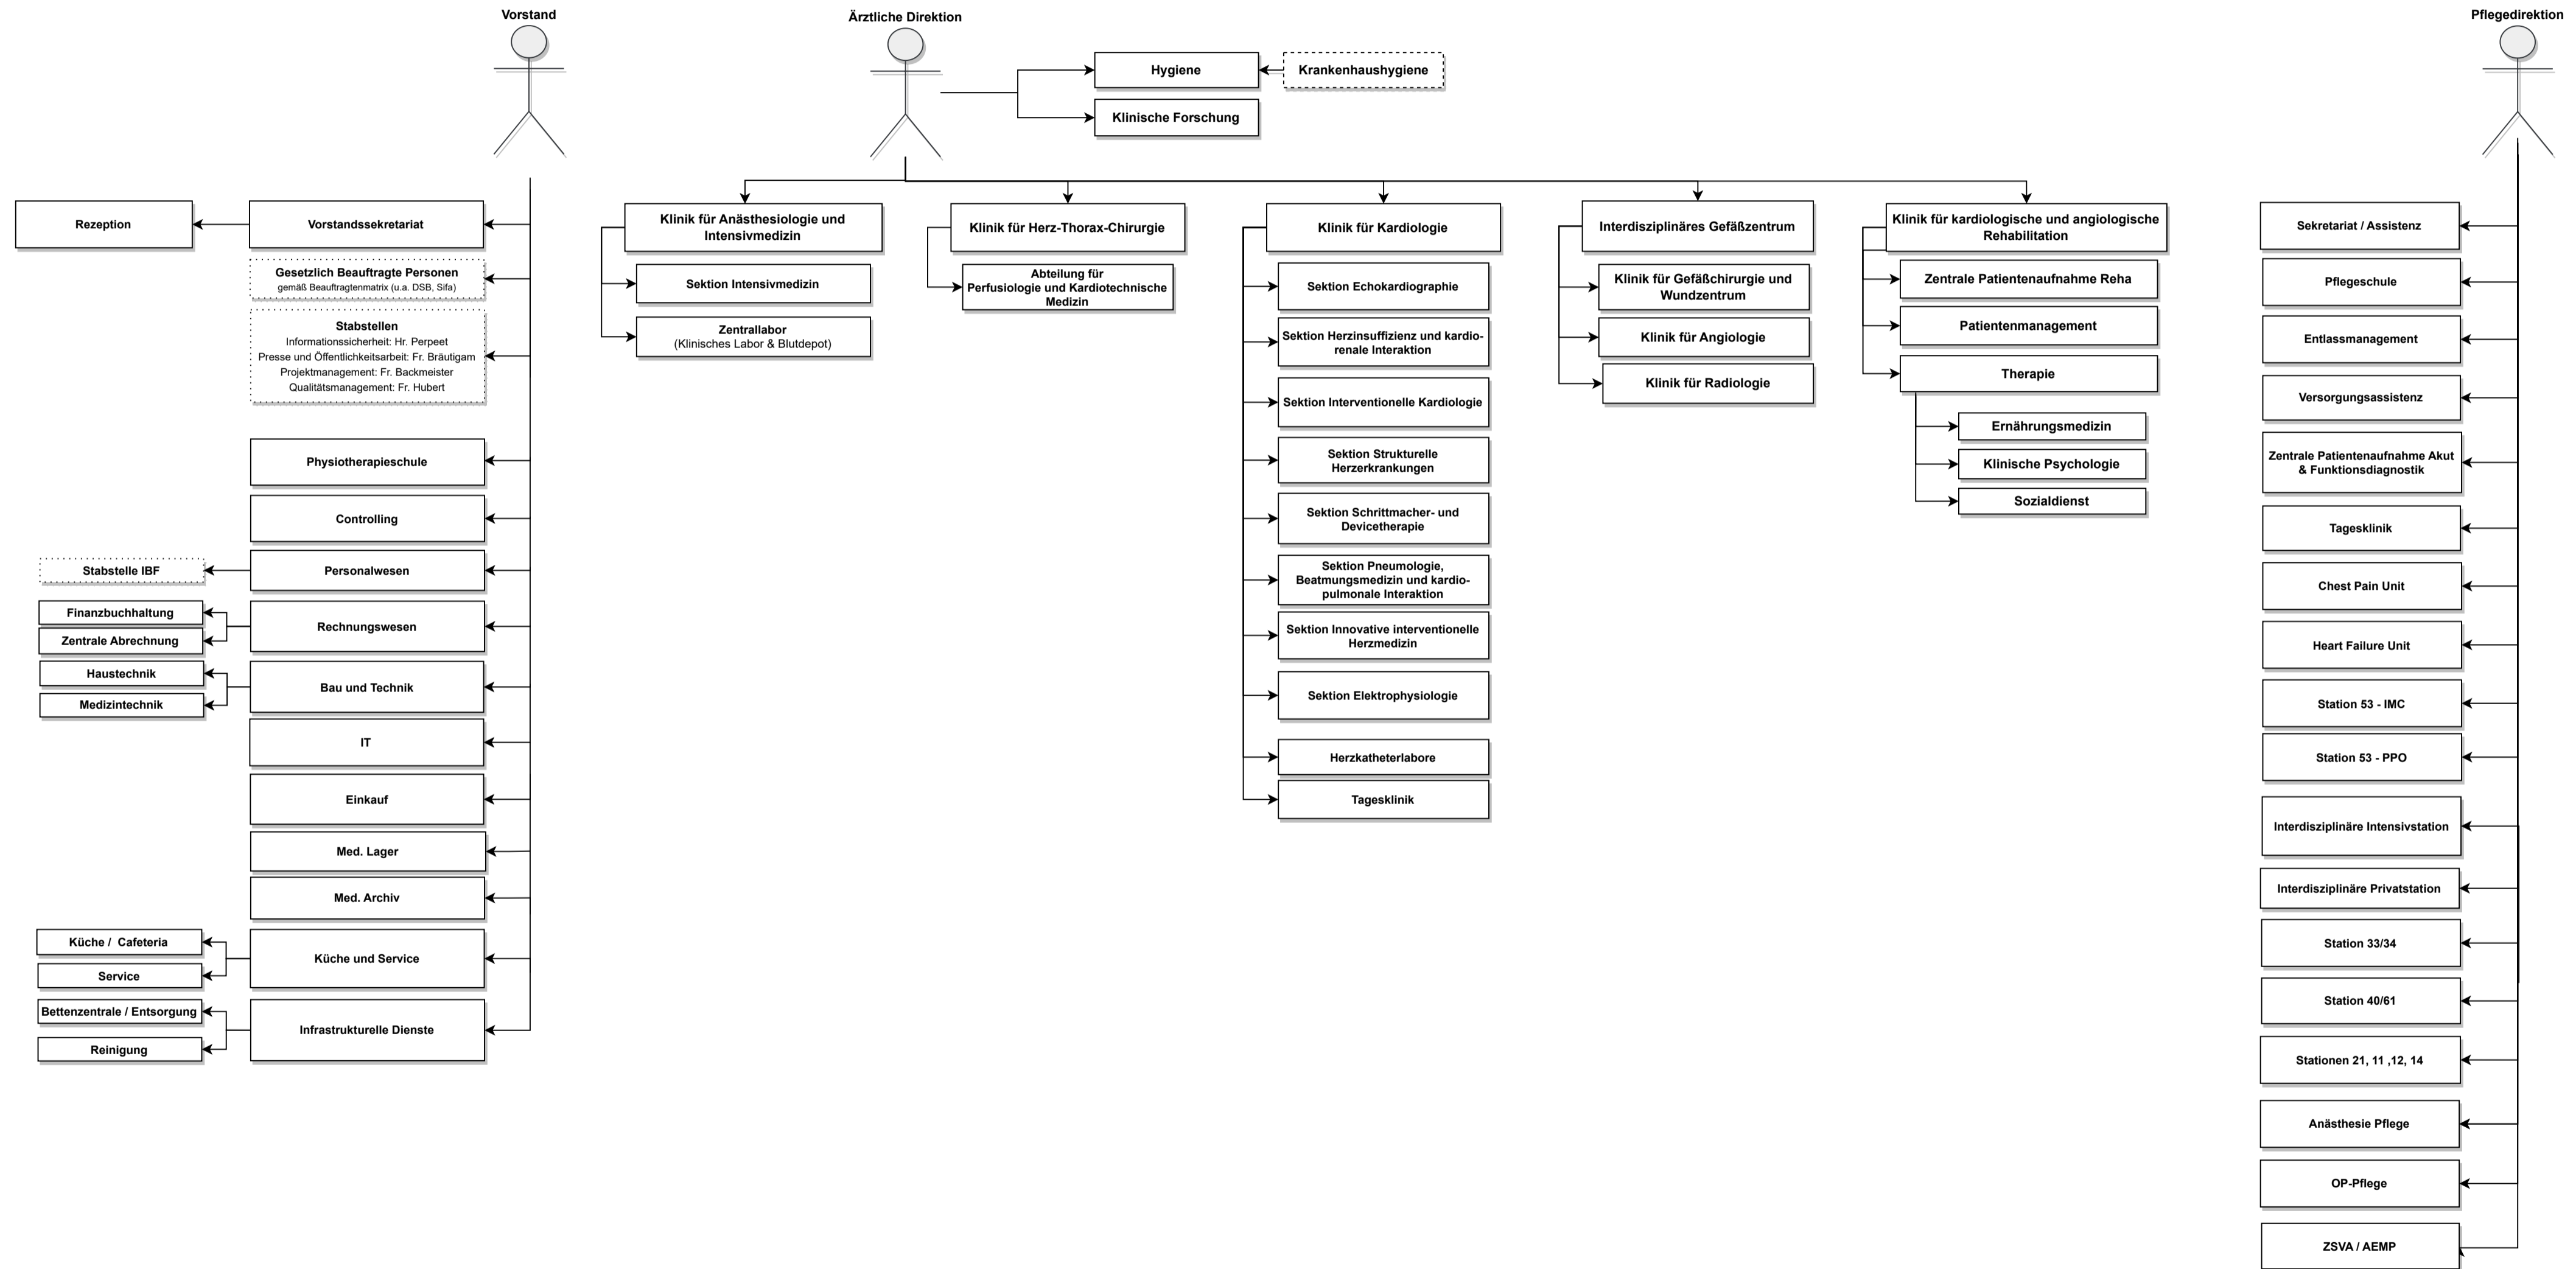 Vorstand
Rezeption
Vorstandssekretariat
Gesetzlich Beauftragte Personen
gemäß Beauftragtenmatrix (u.a. DSB, Sifa)
Stabstellen
Informationssicherheit: Hr. Perpeet
Presse und Öffentlichkeitsarbeit: Fr. Bräutigam
Projektmanagement: Fr. Backmeister
Qualitätsmanagement: Fr. Hubert
Physiotherapieschule
Controlling
Stabstelle IBF
Personalwesen
Finanzbuchhaltung
Zentrale Abrechnung
Rechnungswesen
Haustechnik
Medizintechnik
Bau und Technik
IT
Einkauf
Med. Lager
Med. Archiv
Küche / Cafeteria
Service
Küche und Service
Bettenzentrale / Entsorgung
Reinigung
Infrastrukturelle Dienste
Ärztliche Direktion
Hygiene
Krankenhaushygiene
Klinische Forschung
Klinik für Anästhesiologie und
Intensivmedizin
Sektion Intensivmedizin
Zentrallabor
(Klinisches Labor & Blutdepot)
Klinik für Herz-Thorax-Chirurgie
Abteilung für
Perfusiologie und Kardiotechnische
Medizin
Klinik für Kardiologie
Sektion Echokardiographie
Sektion Herzinsuffizienz und kardio-
renale Interaktion
Sektion Interventionelle Kardiologie
Sektion Strukturelle
Herzerkrankungen
Sektion Schrittmacher- und
Devicetherapie
Sektion Pneumologie,
Beatmungsmedizin und kardio-
pulmonale Interaktion
Sektion Innovative interventionelle
Herzmedizin
Sektion Elektrophysiologie
Herzkatheterlabore
Tagesklinik
Interdisziplinäres Gefäßzentrum
Klinik für Gefäßchirurgie und
Wundzentrum
Klinik für Angiologie
Klinik für Radiologie
Klinik für kardiologische und angiologische
Rehabilitation
Zentrale Patientenaufnahme Reha
Patientenmanagement
Therapie
Ernährungsmedizin
Klinische Psychologie
Sozialdienst
Pflegedirektion
Sekretariat / Assistenz
Pflegeschule
Entlassmanagement
Versorgungsassistenz
Zentrale Patientenaufnahme Akut
& Funktionsdiagnostik
Tagesklinik
Chest Pain Unit
Heart Failure Unit
Station 53 - IMC
Station 53 - PPO
Interdisziplinäre Intensivstation
Interdisziplinäre Privatstation
Station 33/34
Station 40/61
Stationen 21, 11 ,12, 14
Anästhesie Pflege
OP-Pflege
ZSVA / AEMP